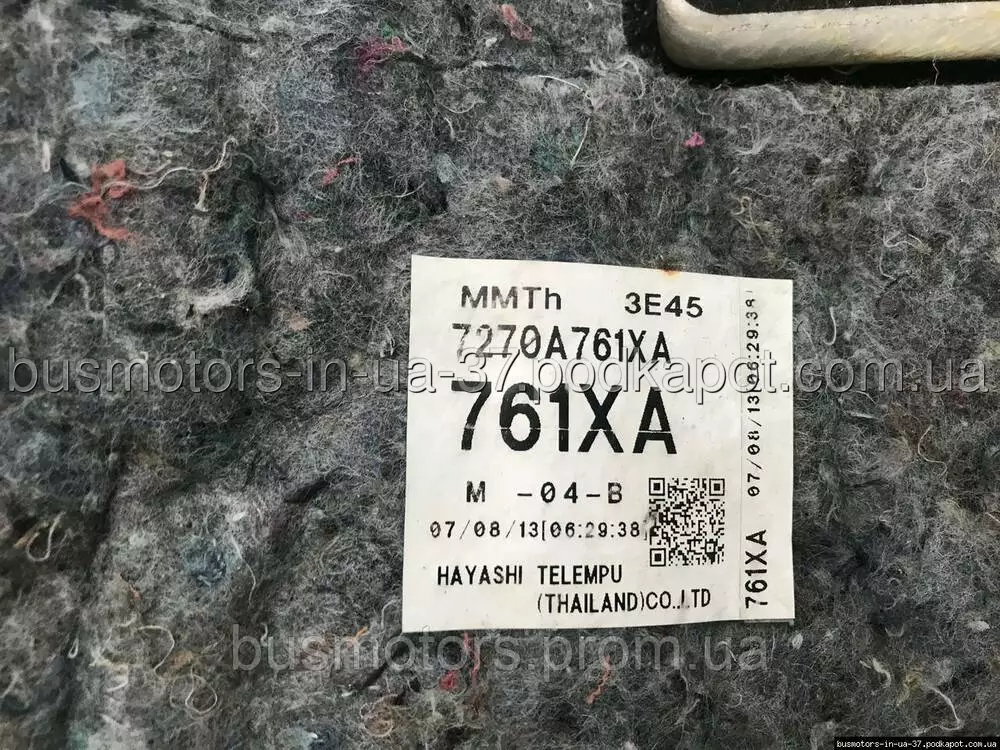 MMTh 3E45
7270A761XA
busmotors-in-ua-37.podkapot.com.ua
761XA
M -04-B
07/08/13[06:29:38]
HAYASHI TELEMPU
(THAILAND)CO.,LTD
761XA 07/08/13[06:29:38]
busmotors.prom.ua
busmotors-in-ua-37.podkapot.com.ua